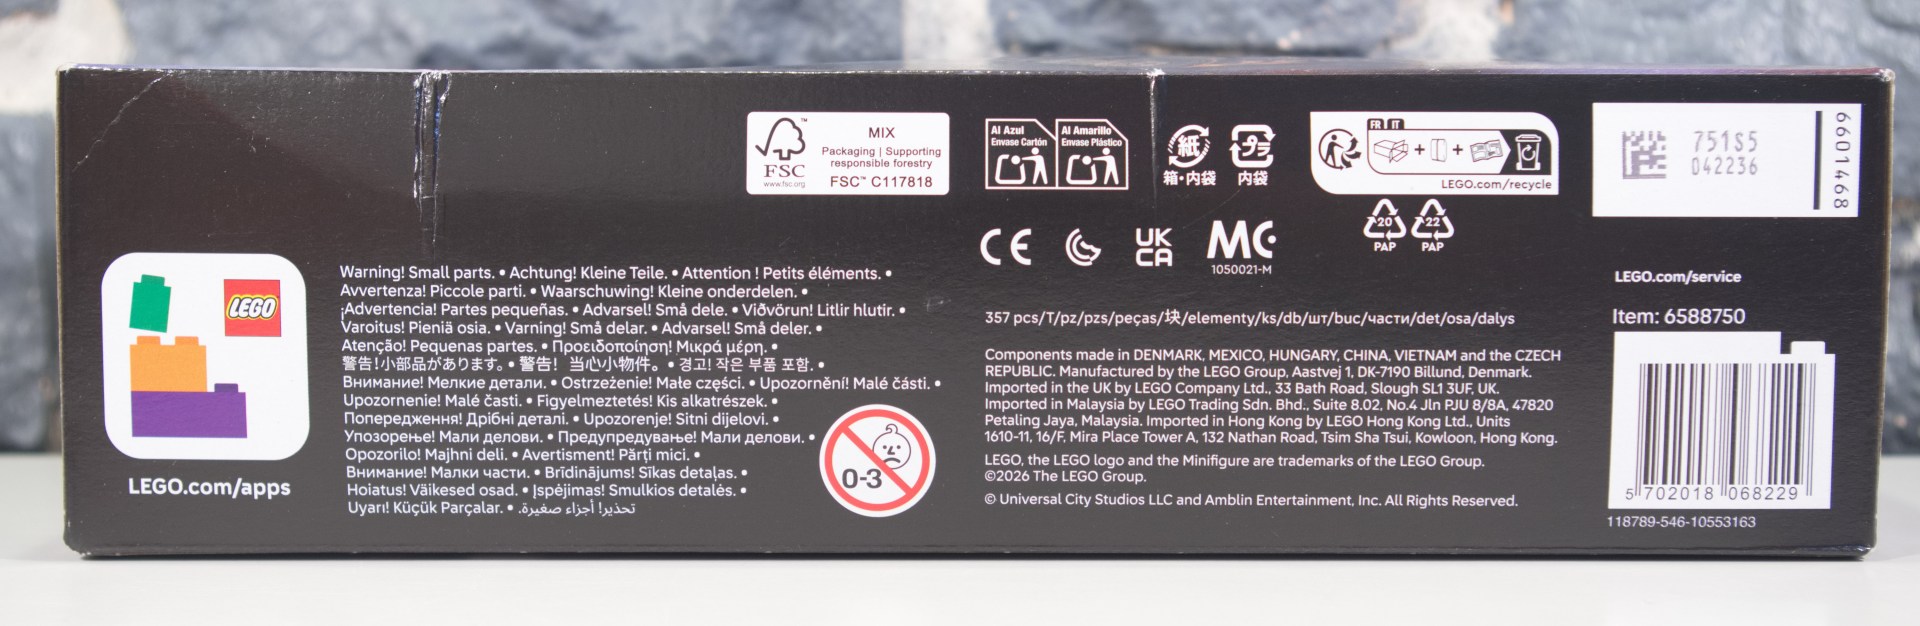 LEGO
LEGO.com/apps
Warning! Small parts. • Achtung! Kleine Teile. • Attention ! Petits éléments. •
Avvertenza! Piccole parti. • Waarschuwing! Kleine onderdelen. •
¡Advertencia! Partes pequeñas. • Advarsel! Små dele. • Viðvörun! Litlir hlutir. •
Varoitus! Pieniä osia. • Varning! Små delar. • Advarsel! Små deler. •
Atenção! Pequenas partes. • Προειδοποίηση! Μικρά μέρη. •
警告!小部品があります。 • 警告! 当心小物件。 • 경고! 작은 부품 포함. •
Внимание! Мелкие детали. • Ostrzeżenie! Małe części. • Upozornění! Malé části. •
Upozornenie! Malé časti. • Figyelmeztetés! Kis alkatrészek. •
Попередження! Дрібні деталі. • Upozorenje! Sitni dijelovi. •
Упозорење! Мали делови. • Предупредување! Мали делови. •
Opozorilo! Majhni deli. • Avertisment! Părți mici. •
Внимание! Малки части. • Brīdinājums! Sīkas detaļas. •
Hoiatus! Väikesed osad. • Įspėjimas! Smulkios detalės. •
Uyarı! Küçük Parçalar. • تحذير! أجزاء صغيرة.
0-3
FSC
www.fsc.org
MIX
Packaging | Supporting
responsible forestry
FSC™ C117818
Al Azul
Envase Cartón
Al Amarillo
Envase Plástico
紙
箱・内袋
プラ
内袋
FR IT
LEGO.com/recycle
20
PAP
22
PAP
CE
UK
CA
MC
1050021-M
357 pcs/T/pz/pzs/peças/块/elementy/ks/db/шт/buc/части/det/osa/dalys
Components made in DENMARK, MEXICO, HUNGARY, CHINA, VIETNAM and the CZECH
REPUBLIC. Manufactured by the LEGO Group, Aastvej 1, DK-7190 Billund, Denmark.
Imported in the UK by LEGO Company Ltd., 33 Bath Road, Slough SL1 3UF, UK.
Imported in Malaysia by LEGO Trading Sdn. Bhd., Suite 8.02, No.4 Jln PJU 8/8A, 47820
Petaling Jaya, Malaysia. Imported in Hong Kong by LEGO Hong Kong Ltd., Units
1610-11, 16/F, Mira Place Tower A, 132 Nathan Road, Tsim Sha Tsui, Kowloon, Hong Kong.
LEGO, the LEGO logo and the Minifigure are trademarks of the LEGO Group.
©2026 The LEGO Group.
© Universal City Studios LLC and Amblin Entertainment, Inc. All Rights Reserved.
751S5
042236
6601468
LEGO.com/service
Item: 6588750
5 702018 068229
118789-546-10553163